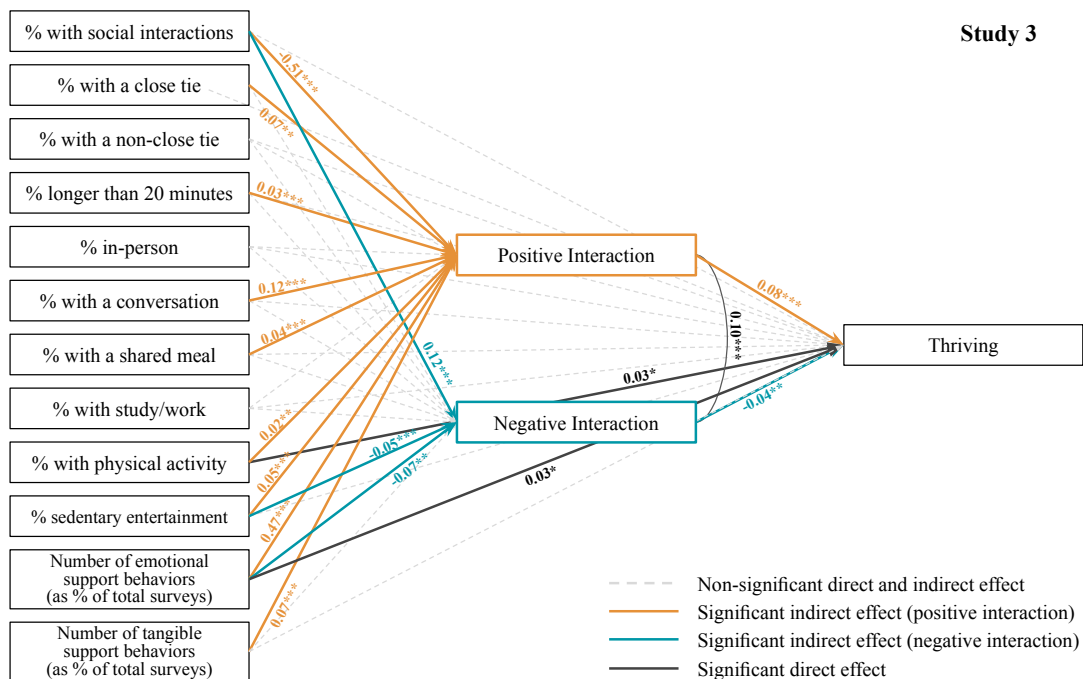 Study 3
% with social interactions
% with a close tie
% with a non-close tie
% longer than 20 minutes
% in-person
% with a conversation
% with a shared meal
% with study/work
% with physical activity
% sedentary entertainment
Number of emotional
support behaviors
(as % of total surveys)
Number of tangible
support behaviors
(as % of total surveys)
-0.51***
0.07**
0.03***
0.12***
0.04***
0.12***
0.02**
0.05***
0.47***
0.07***
-0.05***
-0.07**
Positive Interaction
Negative Interaction
0.08***
0.10***
0.03*
-0.04**
0.03*
Thriving
Non-significant direct and indirect effect
Significant indirect effect (positive interaction)
Significant indirect effect (negative interaction)
Significant direct effect